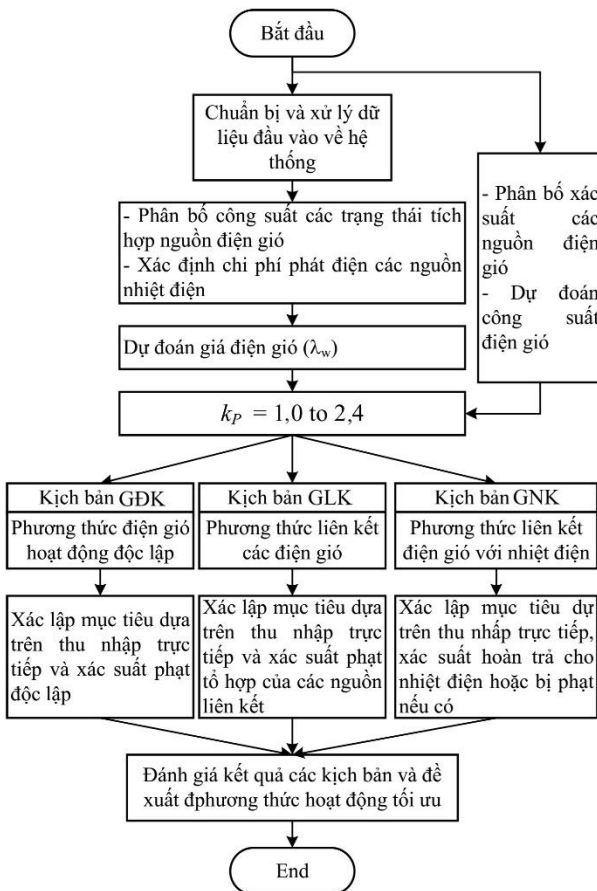 Bắt đầu
Chuẩn bị và xử lý dữ
liệu đầu vào về hệ
thống
- Phân bố xác
suất các
nguồn điện
gió
- Dự đoán
công suất
điện gió
- Phân bố công suất các trạng thái tích
hợp nguồn điện gió
- Xác định chi phí phát điện các nguồn
nhiệt điện
Dự đoán giá điện gió (λw)
kP = 1,0 to 2,4
Kịch bản GĐK
Phương thức điện gió
hoạt động độc lập
Kịch bản GLK
Phương thức liên kết
các điện gió
Kịch bản GNK
Phương thức liên kết
điện gió với nhiệt điện
Xác lập mục tiêu dựa
trên thu nhập trực
tiếp và xác suất phạt
độc lập
Xác lập mục tiêu dựa
trên thu nhập trực
tiếp và xác suất phạt
tổ hợp của các nguồn
liên kết
Xác lập mục tiêu dự
trên thu nhấp trực tiếp,
xác suất hoàn trả cho
nhiệt điện hoặc bị phạt
nếu có
Đánh giá kết quả các kịch bản và đề
xuất đphương thức hoạt động tối ưu
End